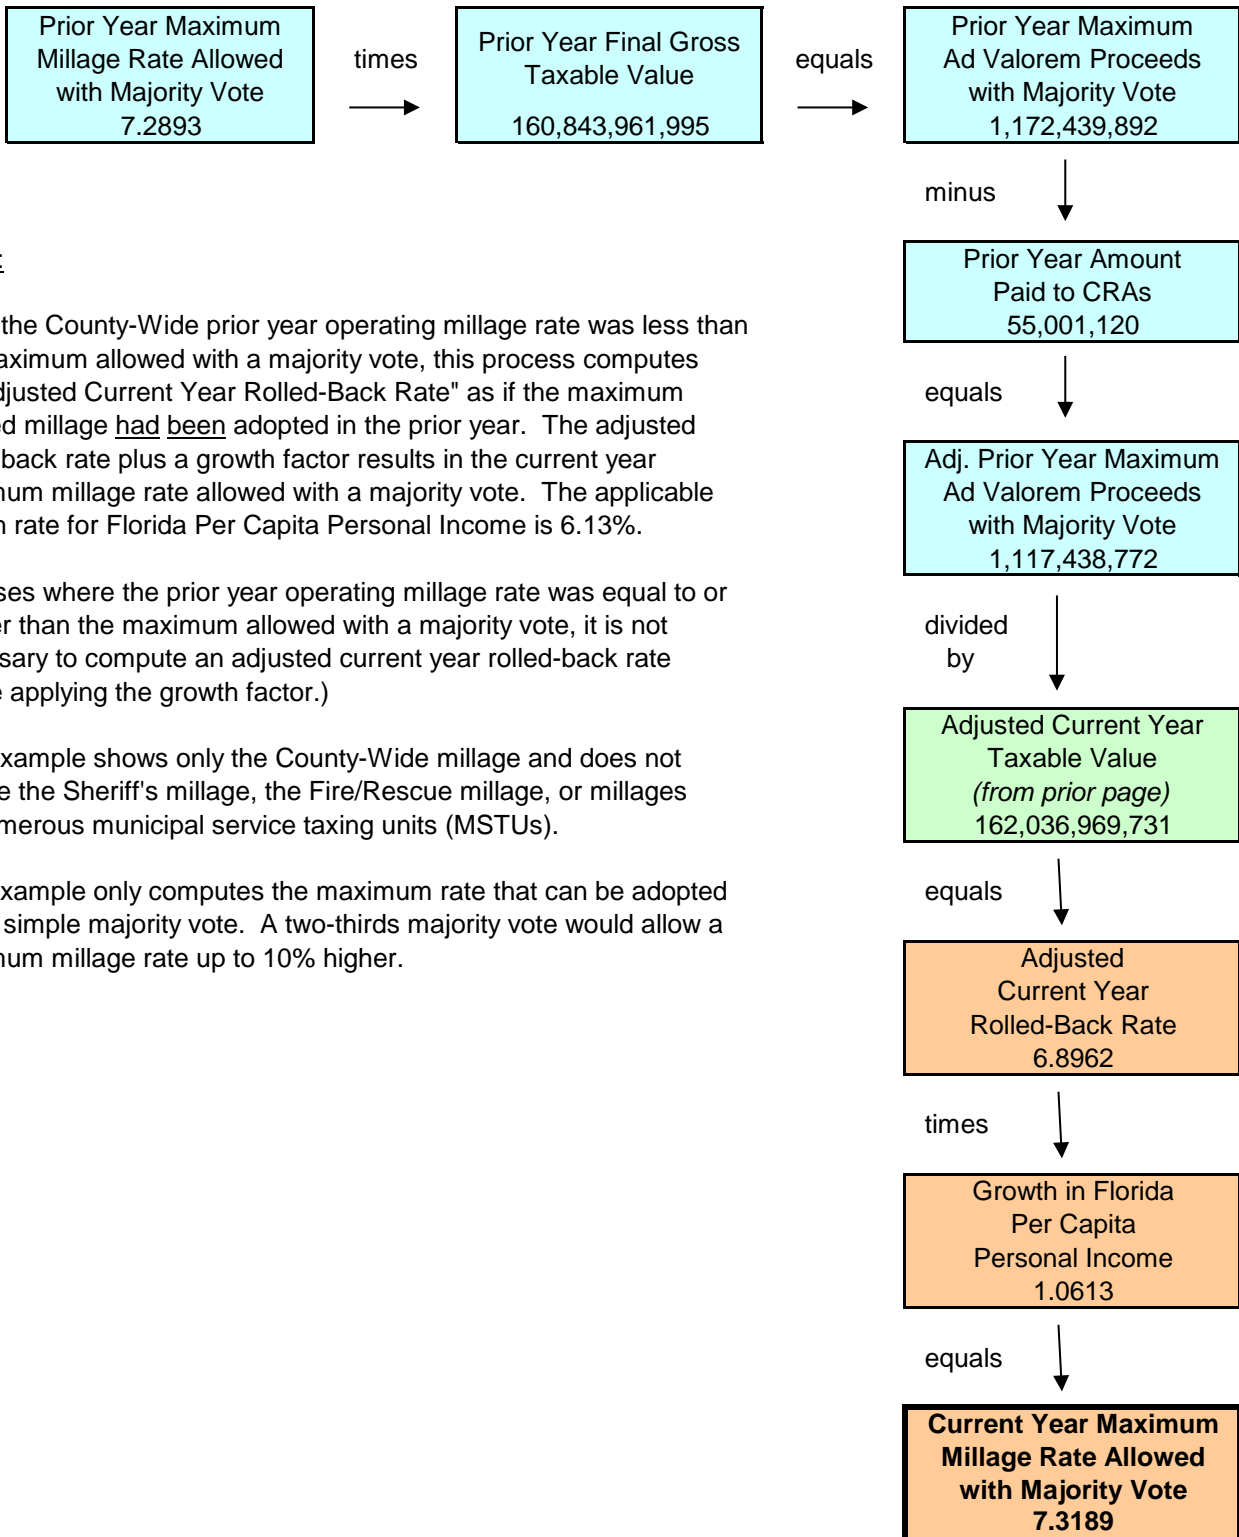 Prior Year Maximum
Millage Rate Allowed
with Majority Vote
7.2893
times
Prior Year Final Gross
Taxable Value
160,843,961,995
equals
Prior Year Maximum
Ad Valorem Proceeds
with Majority Vote
1,172,439,892
minus
Prior Year Amount
Paid to CRAs
55,001,120
equals
Adj. Prior Year Maximum
Ad Valorem Proceeds
with Majority Vote
1,117,438,772
divided
by
Adjusted Current Year
Taxable Value
(from prior page)
162,036,969,731
equals
Adjusted
Current Year
Rolled-Back Rate
6.8962
times
Growth in Florida
Per Capita
Personal Income
1.0613
equals
Current Year Maximum
Millage Rate Allowed
with Majority Vote
7.3189
:
the County-Wide prior year operating millage rate was less than
aximum allowed with a majority vote, this process computes
djusted Current Year Rolled-Back Rate" as if the maximum
ed millage had been adopted in the prior year. The adjusted
back rate plus a growth factor results in the current year
num millage rate allowed with a majority vote. The applicable
n rate for Florida Per Capita Personal Income is 6.13%.
ses where the prior year operating millage rate was equal to or
er than the maximum allowed with a majority vote, it is not
sary to compute an adjusted current year rolled-back rate
e applying the growth factor.)
xample shows only the County-Wide millage and does not
e the Sheriff's millage, the Fire/Rescue millage, or millages
merous municipal service taxing units (MSTUs).
xample only computes the maximum rate that can be adopted
simple majority vote. A two-thirds majority vote would allow a
num millage rate up to 10% higher.